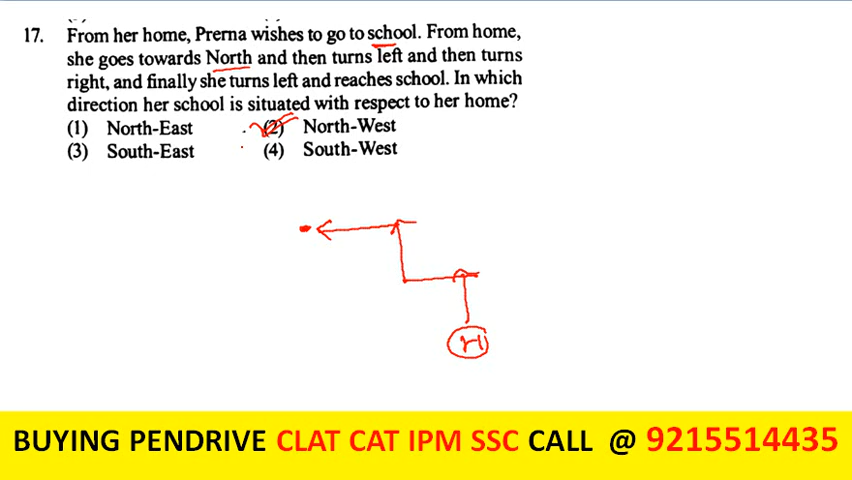 17. From her home, Prerna wishes to go to school. From home,
she goes towards North and then turns left and then turns
right, and finally she turns left and reaches school. In which
direction her school is situated with respect to her home?
(1) North-East (2) North-West
(3) South-East (4) South-West
H
BUYING PENDRIVE CLAT CAT IPM SSC CALL @ 9215514435